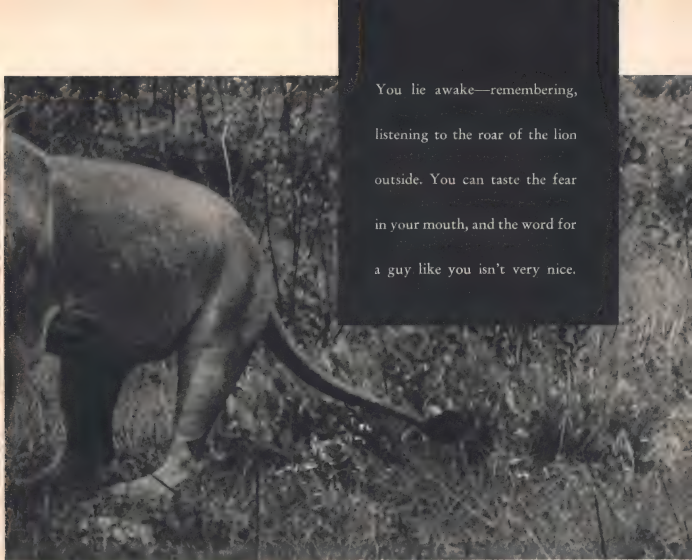 You lie awake—remembering,
listening to the roar of the lion
outside. You can taste the fear
in your mouth, and the word for
a guy like you isn't very nice.